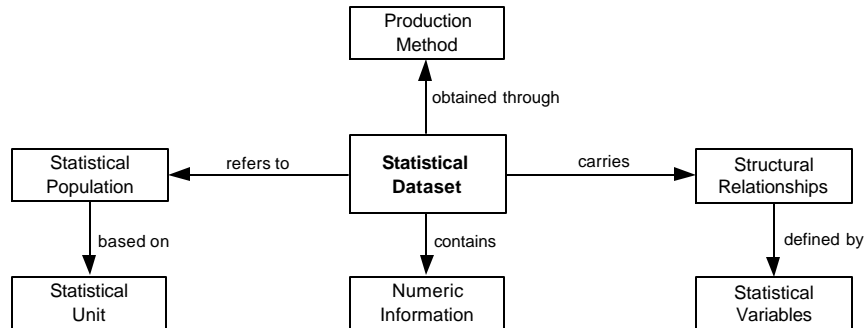 Production
Method
obtained through
Statistical
Population
refers to
Statistical
Dataset
carries
Structural
Relationships
based on
contains
defined by
Statistical
Unit
Numeric
Information
Statistical
Variables